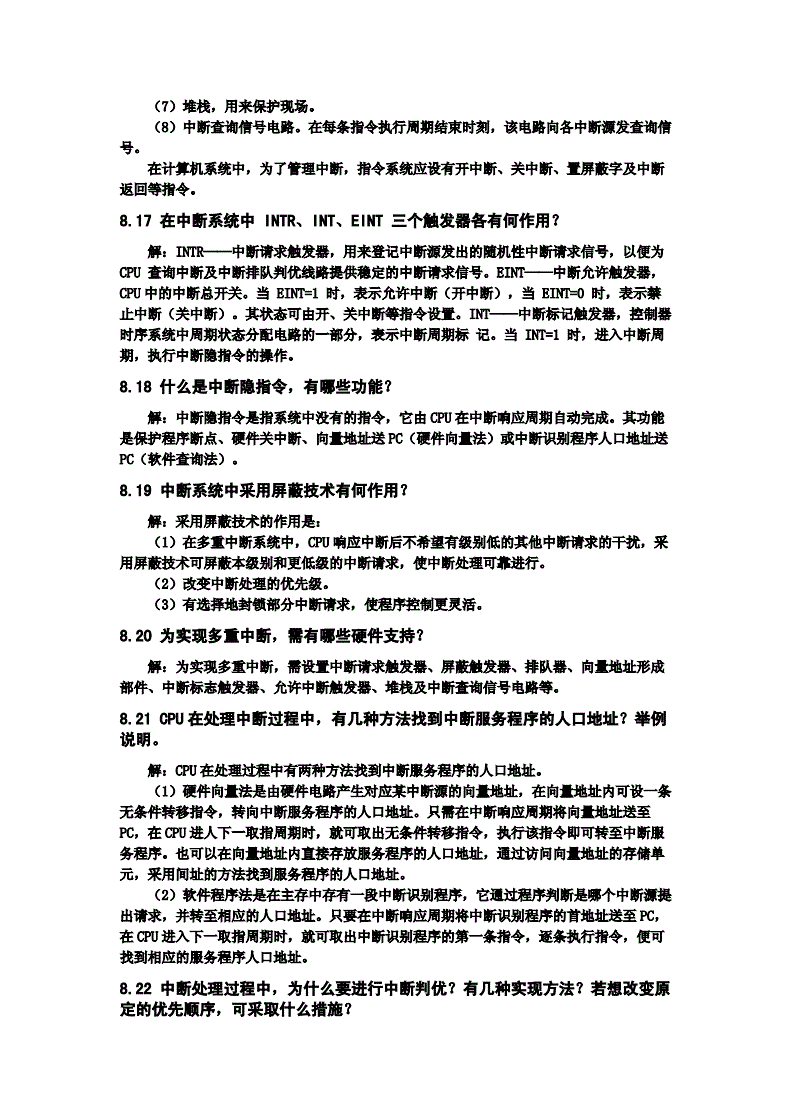 （7）堆栈，用来保护现场。
（8）中断查询信号电路。在每条指令执行周期结束时刻，该电路向各中断源发查询信
号。
在计算机系统中，为了管理中断，指令系统应设有开中断、关中断、置屏蔽字及中断
返回等指令。
8.17 在中断系统中 INTR、INT、EINT 三个触发器各有何作用？
解：INTR——中断请求触发器，用来登记中断源发出的随机性中断请求信号，以便为
CPU 查询中断及中断排队判优线路提供稳定的中断请求信号。EINT——中断允许触发器，
CPU中的中断总开关。当 EINT=1 时，表示允许中断（开中断），当 EINT=0 时，表示禁
止中断（关中断）。其状态可由开、关中断等指令设置。INT——中断标记触发器，控制器
时序系统中周期状态分配电路的一部分，表示中断周期标 记。当 INT=1 时，进入中断周
期，执行中断隐指令的操作。
8.18 什么是中断隐指令，有哪些功能？
解：中断隐指令是指系统中没有的指令，它由CPU在中断响应周期自动完成。其功能
是保护程序断点、硬件关中断、向量地址送PC（硬件向量法）或中断识别程序人口地址送
PC（软件查询法）。
8.19 中断系统中采用屏蔽技术有何作用？
解：采用屏蔽技术的作用是：
（1）在多重中断系统中，CPU响应中断后不希望有级别低的其他中断请求的干扰，采
用屏蔽技术可屏蔽本级别和更低级的中断请求，使中断处理可靠进行。
（2）改变中断处理的优先级。
（3）有选择地封锁部分中断请求，使程序控制更灵活。
8.20 为实现多重中断，需有哪些硬件支持？
解：为实现多重中断，需设置中断请求触发器、屏蔽触发器、排队器、向量地址形成
部件、中断标志触发器、允许中断触发器、堆栈及中断查询信号电路等。
8.21 CPU在处理中断过程中，有几种方法找到中断服务程序的人口地址？举例
说明。
解：CPU在处理过程中有两种方法找到中断服务程序的人口地址。
（1）硬件向量法是由硬件电路产生对应某中断源的向量地址，在向量地址内可设一条
无条件转移指令，转向中断服务程序的人口地址。只需在中断响应周期将向量地址送至
PC，在CPU进人下一取指周期时，就可取出无条件转移指令，执行该指令即可转至中断服
务程序。也可以在向量地址内直接存放服务程序的人口地址，通过访问向量地址的存储单
元，采用间址的方法找到服务程序的人口地址。
（2）软件程序法是在主存中存有一段中断识别程序，它通过程序判断是哪个中断源提
出请求，并转至相应的人口地址。只要在中断响应周期将中断识别程序的首地址送至PC，
在CPU进入下一取指周期时，就可取出中断识别程序的第一条指令，逐条执行指令，便可
找到相应的服务程序人口地址。
8.22 中断处理过程中，为什么要进行中断判优？有几种实现方法？若想改变原
定的优先顺序，可采取什么措施？